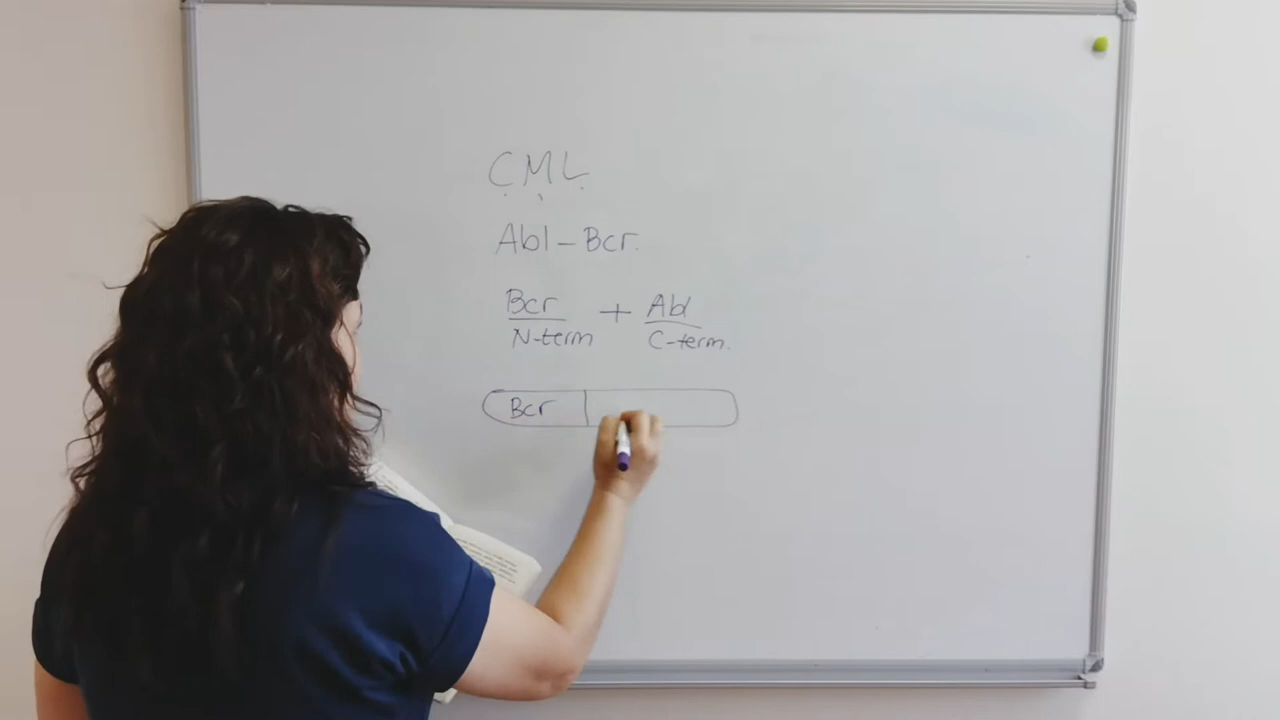 CML
Abl-Bcr.
Bcr + Abl
N-term C-term.
Bcr